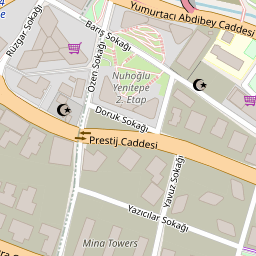 Yumurtacı Abdibey Caddesi
Barış Sokağı
Ruzgar Sokağı
Özen Sokağı
Nuhoğlu
Yenitepe
2. Etap
Doruk Sokağı
Prestij Caddesi
Yavuz Sokağı
Yazıcılar Sokağı
Mina Towers